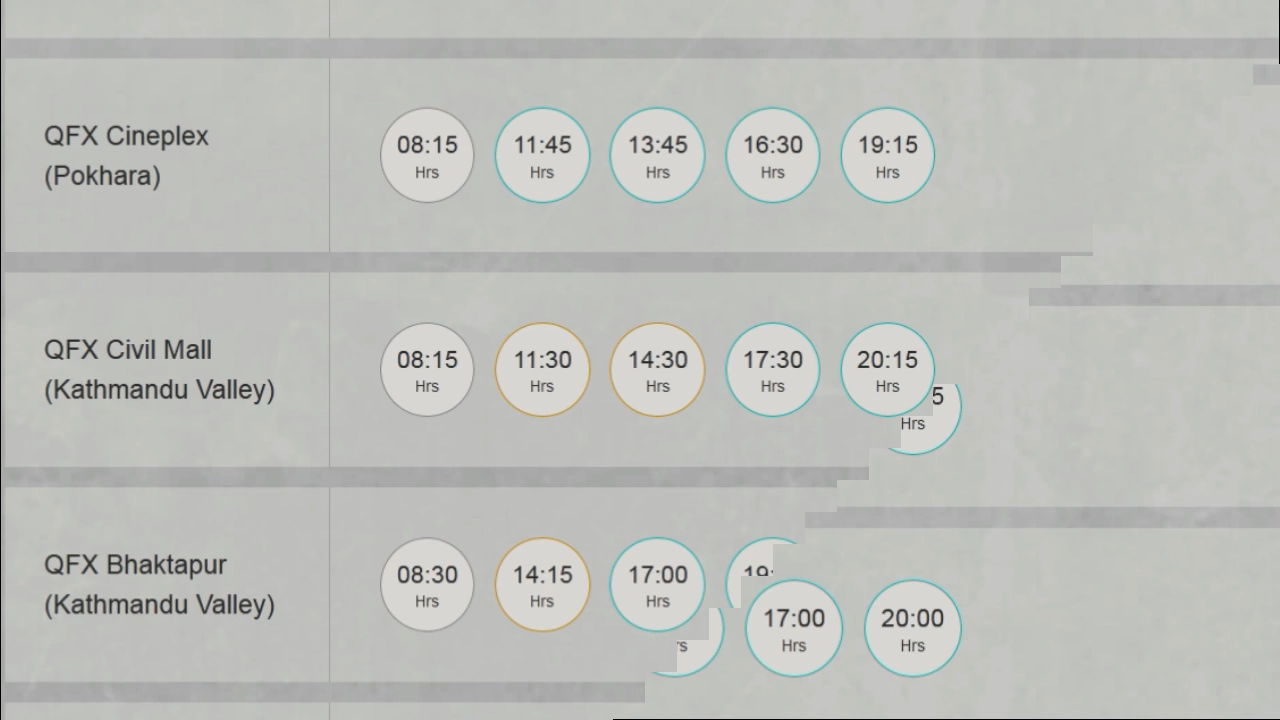 QFX Cineplex
(Pokhara)
08:15 11:45 13:45 16:30 19:15
Hrs Hrs Hrs Hrs Hrs
QFX Civil Mall
(Kathmandu Valley)
08:15 11:30 14:30 17:30 20:15
Hrs Hrs Hrs Hrs Hrs
5
Hrs
QFX Bhaktapur
(Kathmandu Valley)
08:30 14:15 17:00 19:
Hrs Hrs Hrs
17:00 20:00
Hrs Hrs